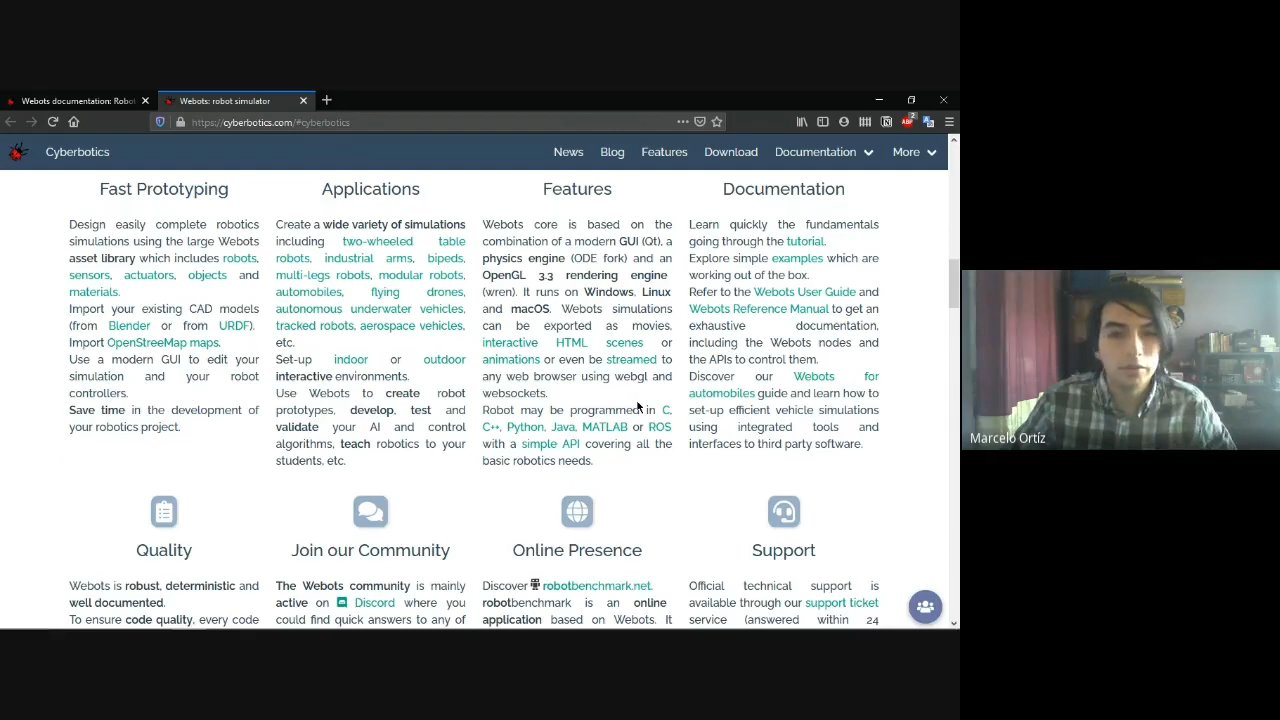 Webots documentation: Robot
Webots: robot simulator
https://cyberbotics.com/#cyberbotics
ABP
2
Cyberbotics
News
Blog
Features
Download
Documentation
More
Fast Prototyping
Design easily complete robotics
simulations using the large Webots
asset library which includes robots,
sensors, actuators, objects and
materials.
Import your existing CAD models
(from Blender or from URDF).
Import OpenStreeMap maps.
Use a modern GUI to edit your
simulation and your robot
controllers.
Save time in the development of
your robotics project.
Applications
Create a wide variety of simulations
including two-wheeled table
robots, industrial arms, bipeds,
multi-legs robots, modular robots,
automobiles, flying drones,
autonomous underwater vehicles,
tracked robots, aerospace vehicles,
etc.
Set-up indoor or outdoor
interactive environments.
Use Webots to create robot
prototypes, develop, test and
validate your AI and control
algorithms, teach robotics to your
students, etc.
Features
Webots core is based on the
combination of a modern GUI (Qt), a
physics engine (ODE fork) and an
OpenGL 3.3 rendering engine
(wren). It runs on Windows, Linux
and macOS. Webots simulations
can be exported as movies,
interactive HTML scenes or
animations or even be streamed to
any web browser using webgl and
websockets.
Robot may be programmed in C,
C++, Python, Java, MATLAB or ROS
with a simple API covering all the
basic robotics needs.
Documentation
Learn quickly the fundamentals
going through the tutorial.
Explore simple examples which are
working out of the box.
Refer to the Webots User Guide and
Webots Reference Manual to get an
exhaustive documentation,
including the Webots nodes and
the APIs to control them.
Discover our Webots for
automobiles guide and learn how to
set-up efficient vehicle simulations
using integrated tools and
interfaces to third party software.
Quality
Webots is robust, deterministic and
well documented.
To ensure code quality, every code
Join our Community
The Webots community is mainly
active on Discord where you
could find quick answers to any of
Online Presence
Discover robotbenchmark.net.
robotbenchmark is an online
application based on Webots. It
Support
Official technical support is
available through our support ticket
service (answered within 24
Marcelo Ortíz